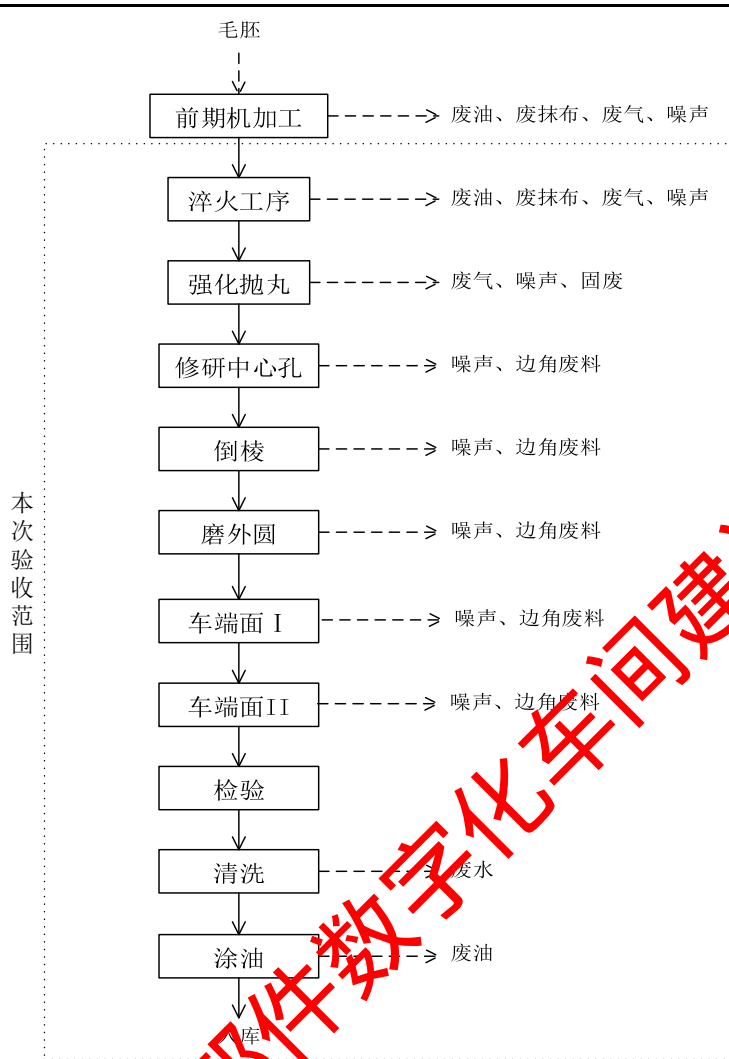 毛胚
前期机加工
废油、废抹布、废气、噪声
淬火工序
废油、废抹布、废气、噪声
强化抛丸
废气、噪声、固废
修研中心孔
噪声、边角废料
倒棱
噪声、边角废料
磨外圆
噪声、边角废料
车端面 I
噪声、边角废料
车端面II
噪声、边角废料
检验
清洗
废水
涂油
废油
入库
本次验收范围
部件数字化车间建